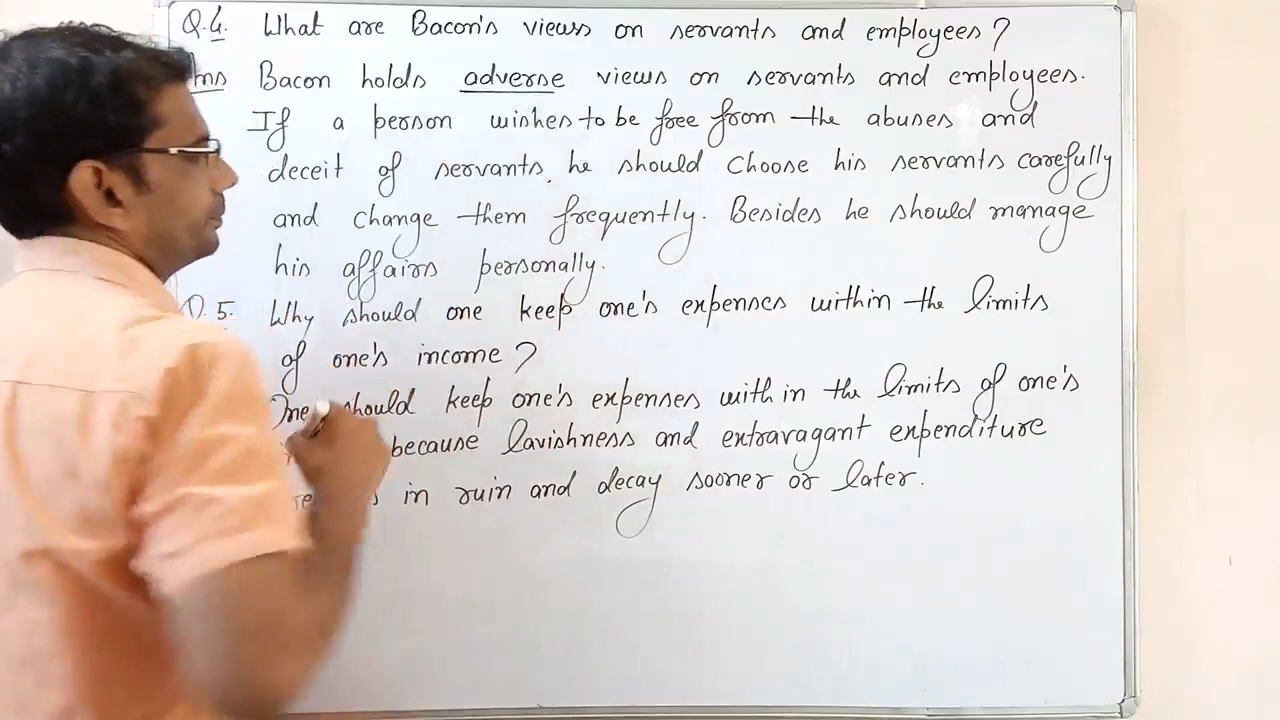 Q.4. What are Bacon's views on servants and employees?
Ans Bacon holds adverse views on servants and employees.
If a person wishes to be free from the abuses and
deceit of servants, he should choose his servants carefully
and change them frequently. Besides he should manage
his affairs personally.
Q. 5. Why should one keep one's expenses within the limits
of one's income?
One should keep one's expenses with in the limits of one's
because lavishness and extravagant expenditure
in ruin and decay sooner or later.